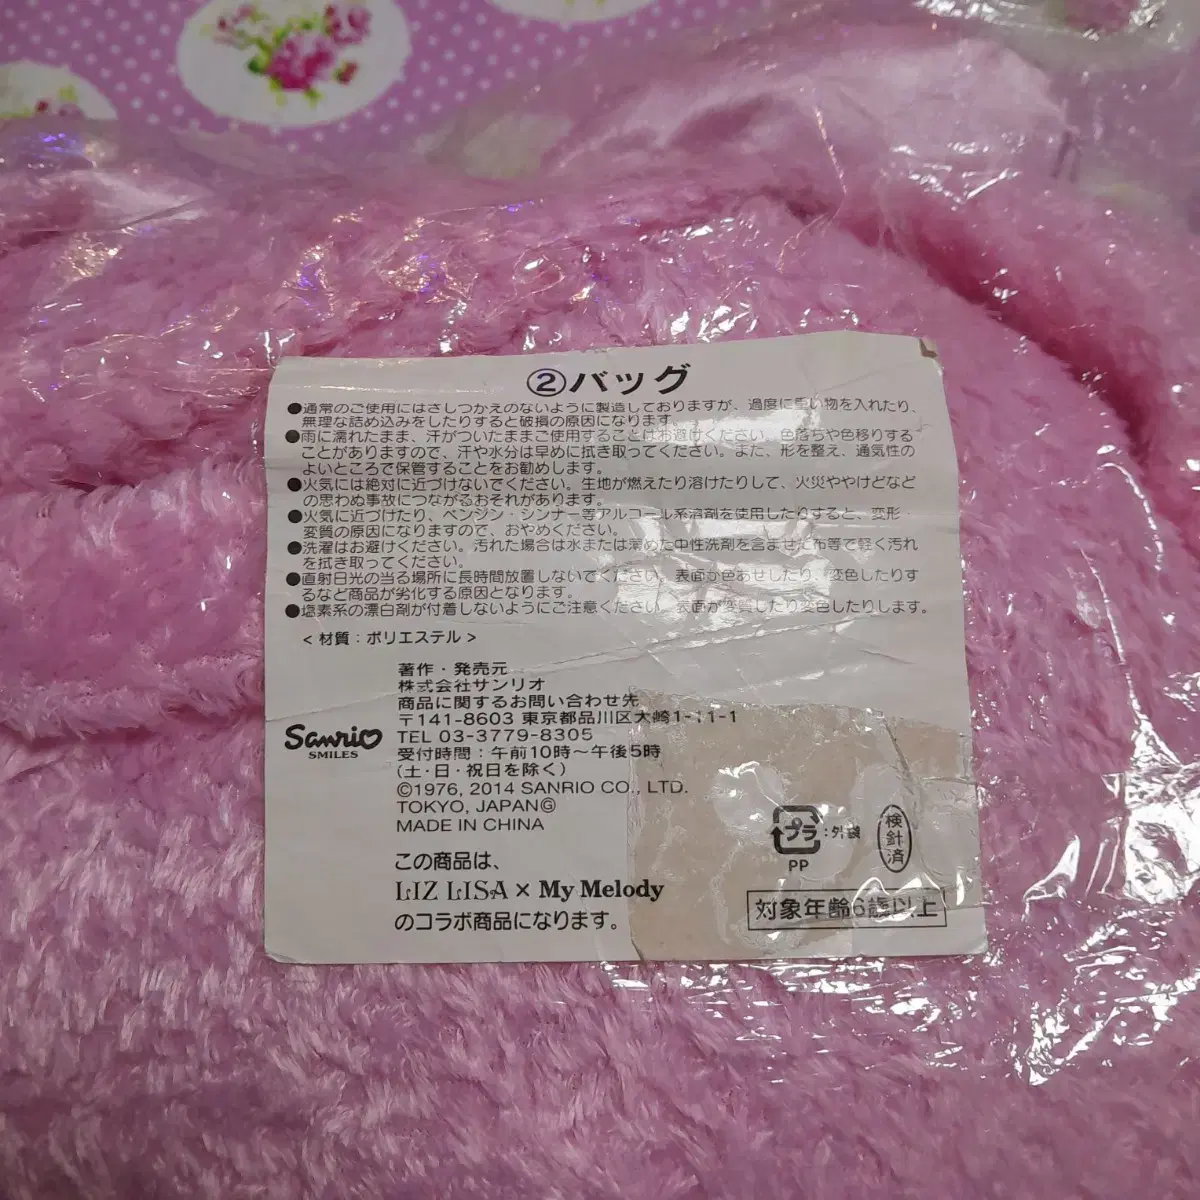 ②バッグ
●通常のご使用にはさしつかえのないように製造しておりますが、過度に重い物を入れたり、
無理な詰め込みをしたりすると破損の原因になります。
●雨に濡れたまま、汗がついたままご使用することはお避けください。色落ちや色移りする
ことがありますので、汗や水分は早めに拭き取ってください。また、形を整え、通気性の
よいところで保管することをお勧めします。
●火気には絶対に近づけないでください。生地が燃えたり溶けたりして、火災ややけどなど
の思わぬ事故につながるおそれがあります。
●火気に近づけたり、ベンジン・シンナー等アルコール系溶剤を使用したりすると、変形・
変質の原因になりますので、おやめください。
●洗濯はお避けください。汚れた場合は水または薄めた中性洗剤を含ませた布等で軽く汚れ
を拭き取ってください。
●直射日光の当る場所に長時間放置しないでください。表面が色あせしたり、変色したりす
るなど商品が劣化する原因となります。
●塩素系の漂白剤が付着しないようにご注意ください。表面が変質したり変色したりします。
<材質：ポリエステル>
著作・発売元
株式会社サンリオ
商品に関するお問い合わせ先
〒141-8603 東京都品川区大崎1-11-1
TEL 03-3779-8305
受付時間：午前10時〜午後5時
(土・日・祝日を除く)
©1976, 2014 SANRIO CO., LTD.
TOKYO, JAPAN Ⓖ
MADE IN CHINA
Sanrio
SMILES
この商品は、
LIZ LISA × My Melody
のコラボ商品になります。
プラ：外袋
PP
検針済
対象年齢6歳以上